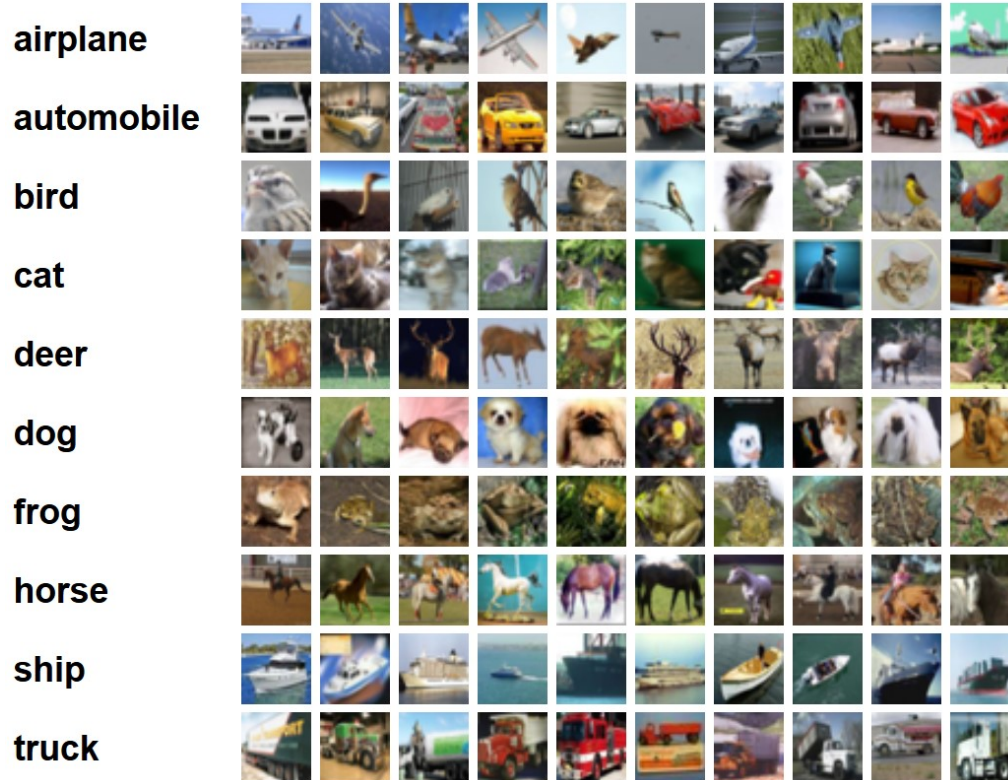 airplane
automobile
bird
cat
deer
dog
frog
horse
ship
truck